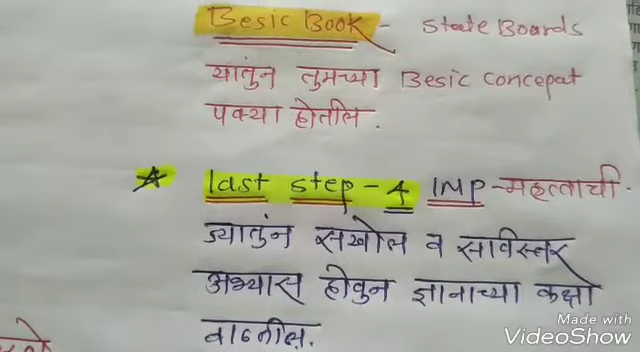 Besic Book - State Boards
यातुन तुमच्या Besic concepat
पक्या होतील.
★ last step - 4 IMP - महत्वाची.
ज्यातुन सखोल व साविस्तर
अभ्यास होवुन ज्ञानाच्या कक्षा
वाढतील.
Made with
VideoShow